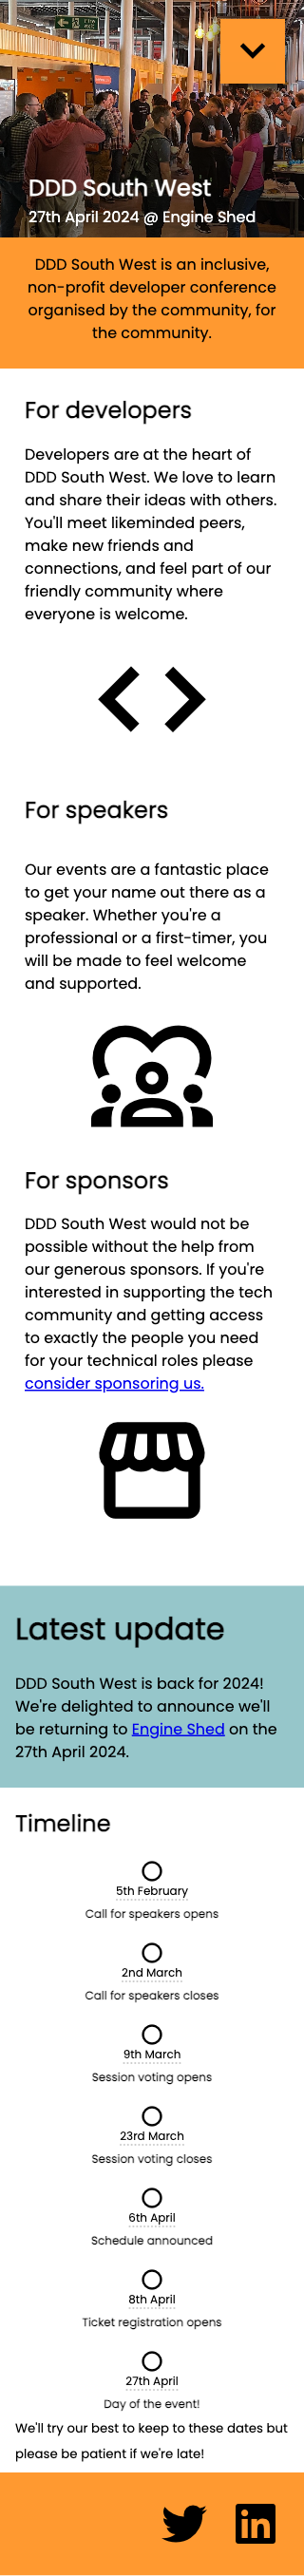 DDD South West
27th April 2024 @ Engine Shed
DDD South West is an inclusive,
non-profit developer conference
organised by the community, for
the community.
For developers
Developers are at the heart of
DDD South West. We love to learn
and share their ideas with others.
You'll meet likeminded peers,
make new friends and
connections, and feel part of our
friendly community where
everyone is welcome.
For speakers
Our events are a fantastic place
to get your name out there as a
speaker. Whether you're a
professional or a first-timer, you
will be made to feel welcome
and supported.
For sponsors
DDD South West would not be
possible without the help from
our generous sponsors. If you're
interested in supporting the tech
community and getting access
to exactly the people you need
for your technical roles please
consider sponsoring us.
Latest update
DDD South West is back for 2024!
We're delighted to announce we'll
be returning to Engine Shed on the
27th April 2024.
Timeline
5th February
Call for speakers opens
2nd March
Call for speakers closes
9th March
Session voting opens
23rd March
Session voting closes
6th April
Schedule announced
8th April
Ticket registration opens
27th April
Day of the event!
We'll try our best to keep to these dates but
please be patient if we're late!
in